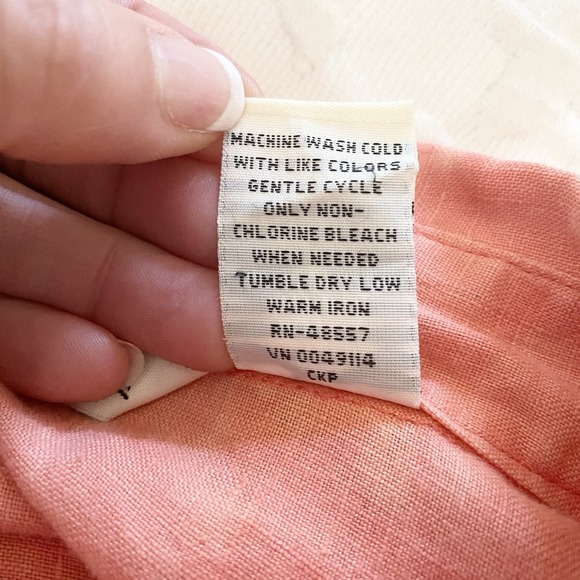 MACHINE WASH COLD
WITH LIKE COLORS
GENTLE CYCLE
ONLY NON-
CHLORINE BLEACH
WHEN NEEDED
TUMBLE DRY LOW
WARM IRON
RN-48557
VN 0049114
CKP